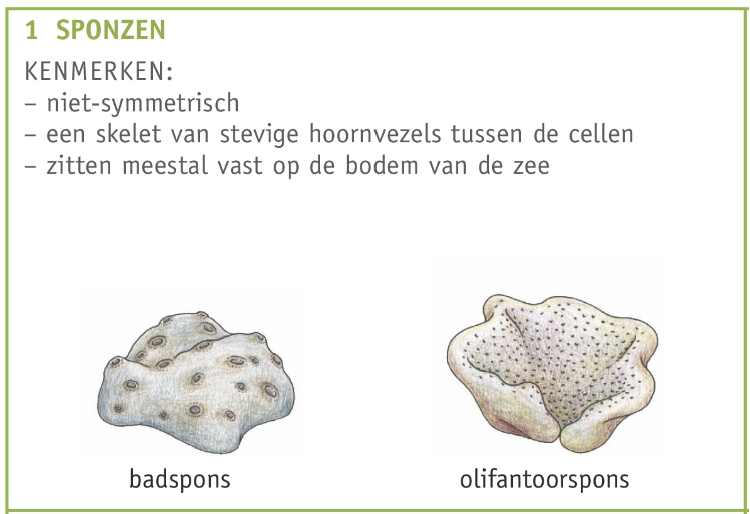 1 SPONZEN
KENMERKEN:
– niet-symmetrisch
– een skelet van stevige hoornvezels tussen de cellen
– zitten meestal vast op de bodem van de zee
badspons
olifantoorspons